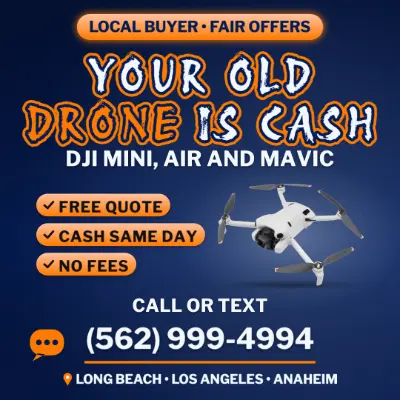 LOCAL BUYER • FAIR OFFERS
YOUR OLD
DRONE IS CASH
DJI MINI, AIR AND MAVIC
FREE QUOTE
CASH SAME DAY
NO FEES
CALL OR TEXT
(562) 999-4994
LONG BEACH • LOS ANGELES • ANAHEIM